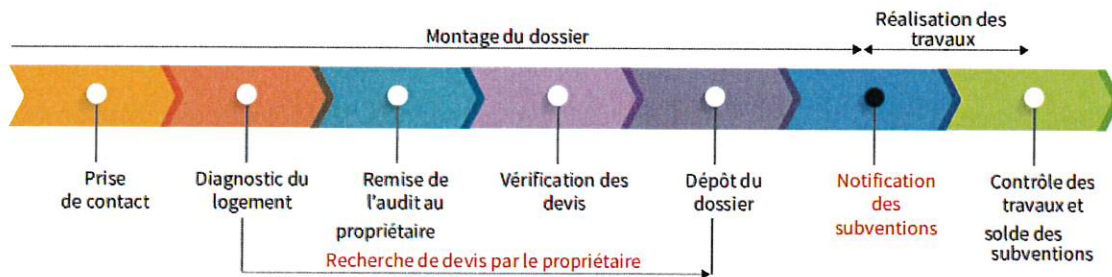 Montage du dossier
Réalisation des
travaux
Prise
de contact
Diagnostic du
logement
Remise de
l'audit au
propriétaire
Vérification des
devis
Dépôt du
dossier
Notification
des
subventions
Contrôle des
travaux et
solde des
subventions
Recherche de devis par le propriétaire